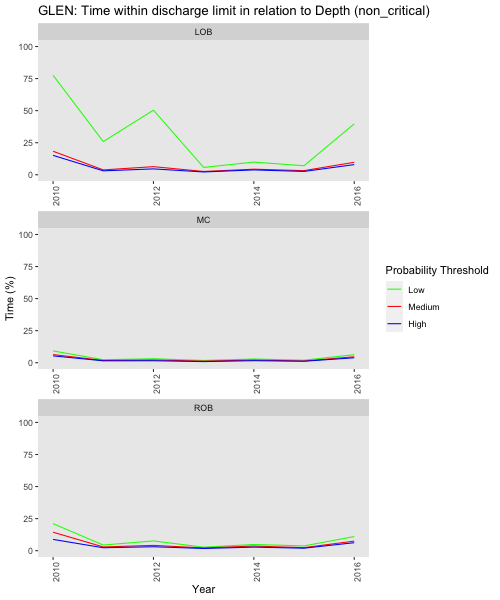 GLEN: Time within discharge limit in relation to Depth (non_critical)
LOB
100
75
50
25
0
2010
2012
2014
2016
MC
100
75
50
25
0
2010
2012
2014
2016
ROB
100
75
50
25
0
2010
2012
2014
2016
Time (%)
Year
Probability Threshold
Low
Medium
High